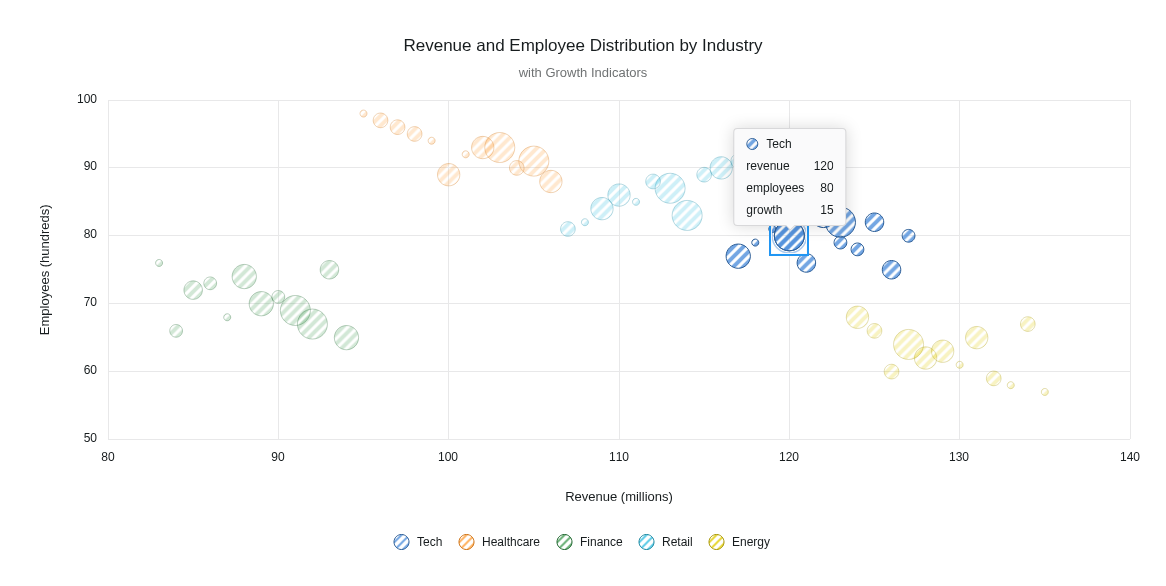 Revenue and Employee Distribution by Industry
with Growth Indicators
Employees (hundreds)
100
90
80
70
60
50
Tech
revenue 120
employees 80
growth 15
80 90 100 110 120 130 140
Revenue (millions)
Tech Healthcare Finance Retail Energy